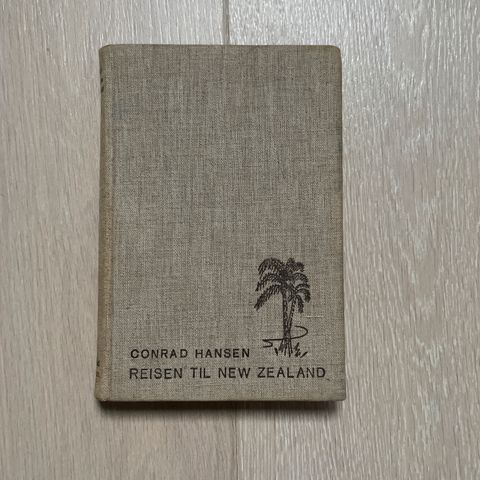 CONRAD HANSEN
REISEN TIL NEW ZEALAND